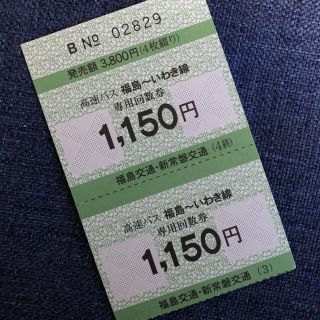 B No 02829
発売額 3,800円(4枚綴り)
高速バス 福島～いわき線
専用回数券
1,150円
福島交通・新常磐交通 (4終)
高速バス 福島～いわき線
専用回数券
1,150円
福島交通・新常磐交通 (3)